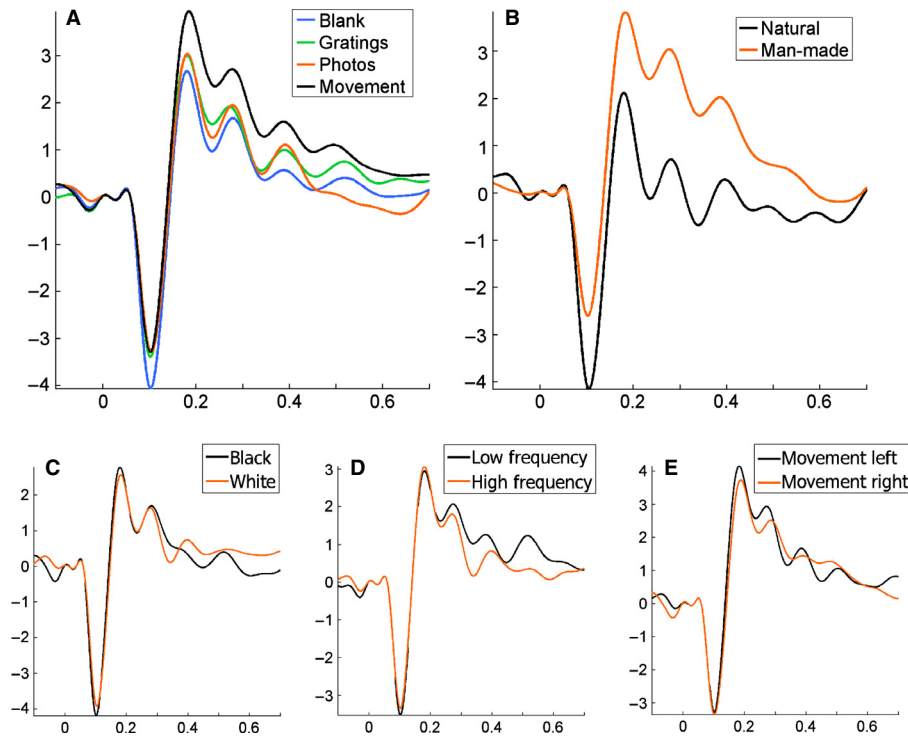 A
Blank
Gratings
Photos
Movement
3
2
1
0
−1
−2
−3
−4
0 0.2 0.4 0.6
B
Natural
Man-made
3
2
1
0
−1
−2
−3
−4
0 0.2 0.4 0.6
C
Black
White
2
1
0
−1
−2
−3
−4
0 0.2 0.4 0.6
D
Low frequency
High frequency
3
2
1
0
−1
−2
−3
0 0.2 0.4 0.6
E
Movement left
Movement right
4
3
2
1
0
−1
−2
−3
0 0.2 0.4 0.6